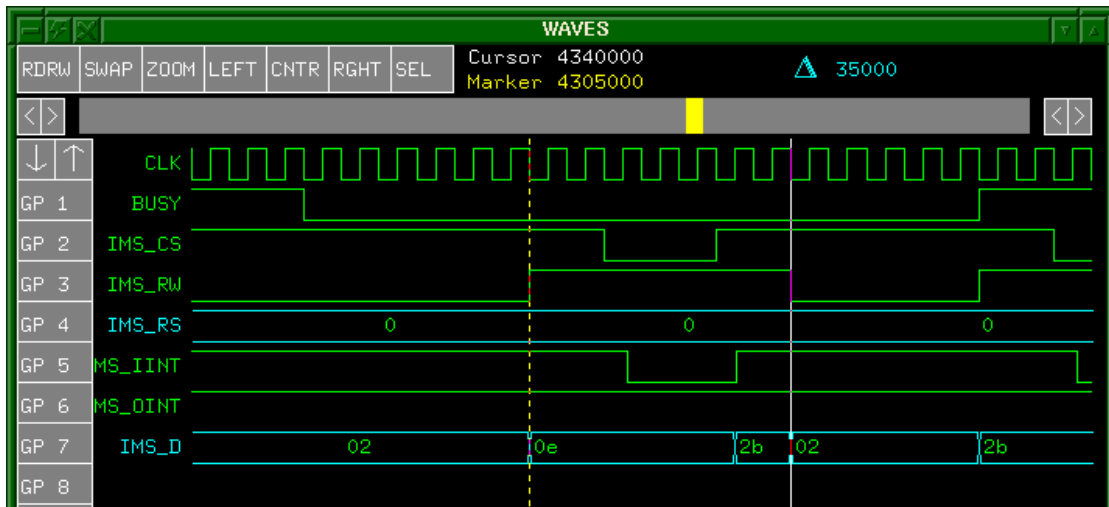 WAVES
RDRW SWAP ZOOM LEFT CNTR RGHT SEL
Cursor 4340000
Marker 4305000
35000
CLK
GP 1 BUSY
GP 2 IMS_CS
GP 3 IMS_RW
GP 4 IMS_RS 0 0 0
GP 5 MS_IINT
GP 6 MS_OINT
GP 7 IMS_D 02 0e 2b 02 2b
GP 8